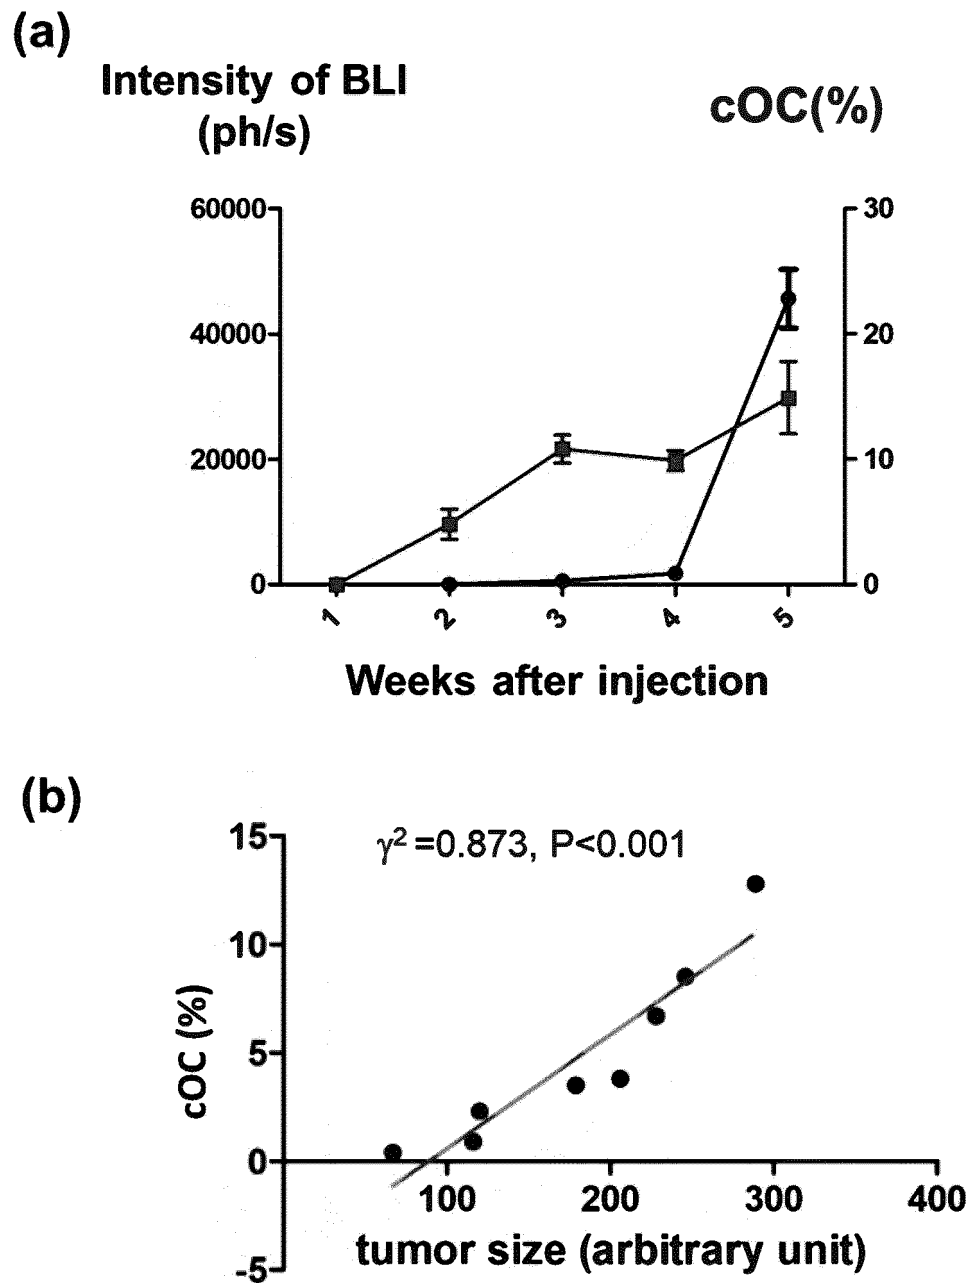 (a)
Intensity of BLI
(ph/s)
cOC(%)
60000
40000
20000
0
30
20
10
0
1 2 3 4 5
Weeks after injection
(b)
γ²=0.873, P<0.001
15
10
5
0
-5
cOC (%)
100 200 300 400
tumor size (arbitrary unit)